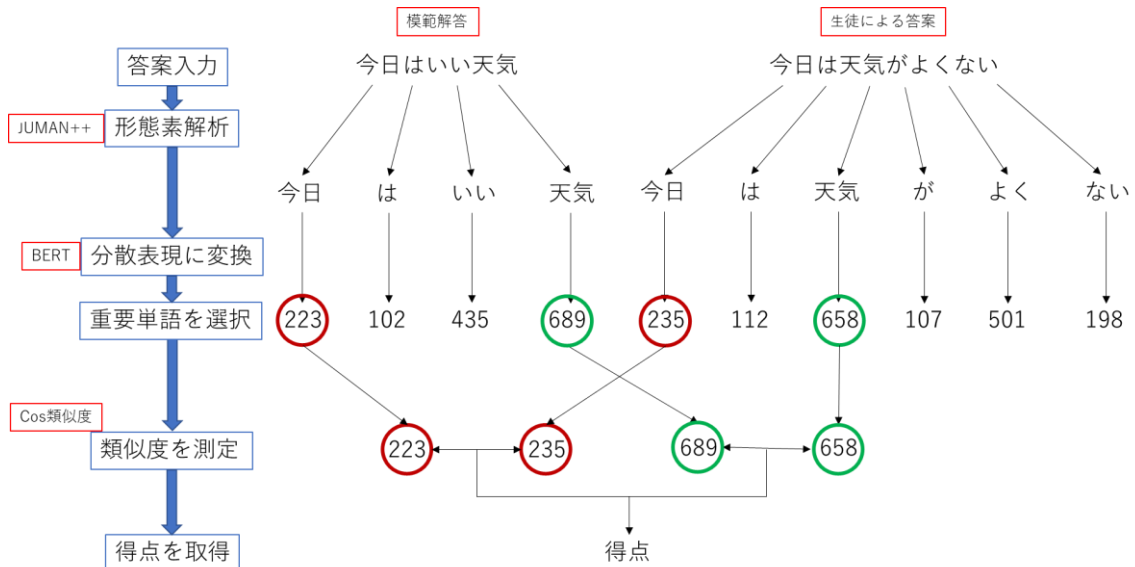 模範解答
生徒による答案
答案入力
今日はいい天気
今日は天気がよくない
JUMAN++
形態素解析
今日 は いい 天気 今日 は 天気 が よく ない
BERT
分散表現に変換
重要単語を選択
223 102 435 689 235 112 658 107 501 198
Cos類似度
類似度を測定
223 235 689 658
得点を取得
得点